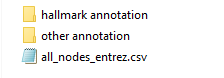 hallmark annotation
other annotation
all_nodes_entrez.csv